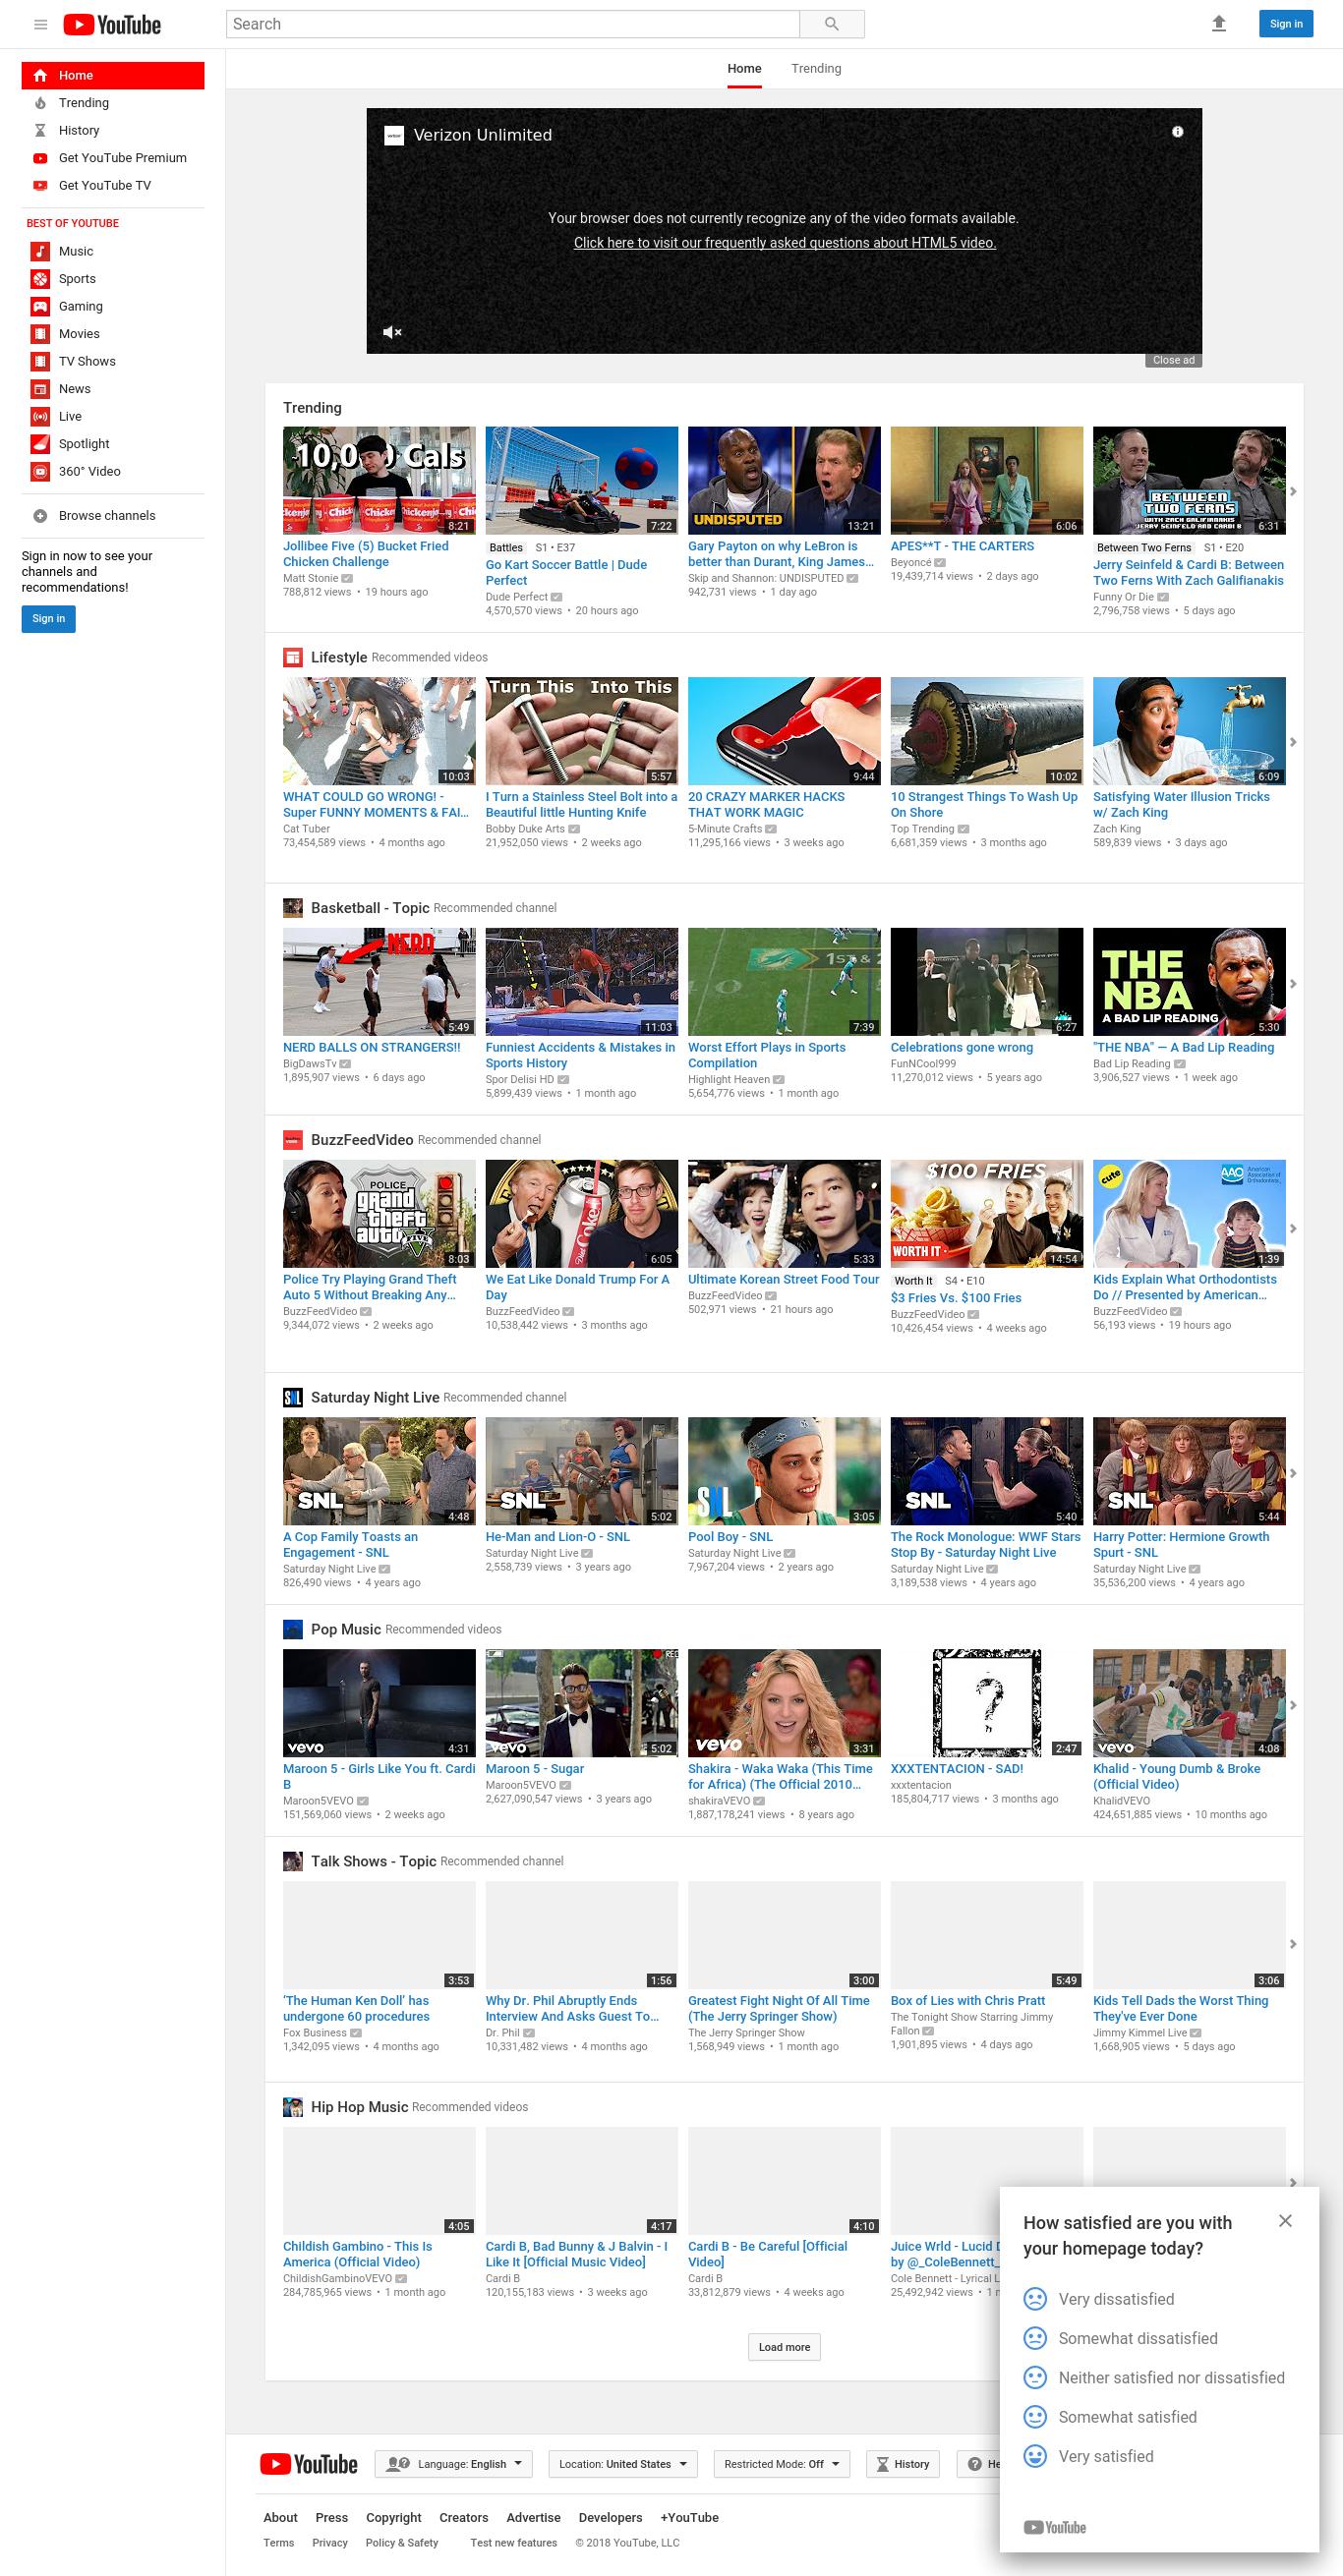 YouTube
Search
Sign in
Home
Trending
History
Get YouTube Premium
Get YouTube TV
BEST OF YOUTUBE
Music
Sports
Gaming
Movies
TV Shows
News
Live
Spotlight
360° Video
Browse channels
Sign in now to see your
channels and
recommendations!
Sign in
Home Trending
Verizon Unlimited
Your browser does not currently recognize any of the video formats available.
Click here to visit our frequently asked questions about HTML5 video.
Close ad
Trending
10,0 0 Cals
8:21
Jollibee Five (5) Bucket Fried
Chicken Challenge
Matt Stonie
788,812 views • 19 hours ago
7:22
Battles S1 • E37
Go Kart Soccer Battle | Dude
Perfect
Dude Perfect
4,570,570 views • 20 hours ago
UNDISPUTED
13:21
Gary Payton on why LeBron is
better than Durant, King James...
Skip and Shannon: UNDISPUTED
942,731 views • 1 day ago
6:06
APES**T - THE CARTERS
Beyoncé
19,439,714 views • 2 days ago
BETWEEN
TWO FERNS
WITH ZACH GALIFIANAKIS
JERRY SEINFELD AND CARDI B
6:31
Between Two Ferns S1 • E20
Jerry Seinfeld & Cardi B: Between
Two Ferns With Zach Galifianakis
Funny Or Die
2,796,758 views • 5 days ago
Lifestyle Recommended videos
10:03
WHAT COULD GO WRONG! -
Super FUNNY MOMENTS & FAI...
Cat Tuber
73,454,589 views • 4 months ago
Turn This Into This
5:57
I Turn a Stainless Steel Bolt into a
Beautiful little Hunting Knife
Bobby Duke Arts
21,952,050 views • 2 weeks ago
9:44
20 CRAZY MARKER HACKS
THAT WORK MAGIC
5-Minute Crafts
11,295,166 views • 3 weeks ago
10:02
10 Strangest Things To Wash Up
On Shore
Top Trending
6,681,359 views • 3 months ago
6:09
Satisfying Water Illusion Tricks
w/ Zach King
Zach King
589,839 views • 3 days ago
Basketball - Topic Recommended channel
NERD
5:49
NERD BALLS ON STRANGERS!!
BigDawsTv
1,895,907 views • 6 days ago
11:03
Funniest Accidents & Mistakes in
Sports History
Spor Delisi HD
5,899,439 views • 1 month ago
1ST & 2
7:39
Worst Effort Plays in Sports
Compilation
Highlight Heaven
5,654,776 views • 1 month ago
6:27
Celebrations gone wrong
FunNCool999
11,270,012 views • 5 years ago
THE
NBA
A BAD LIP READING
5:30
"THE NBA" — A Bad Lip Reading
Bad Lip Reading
3,906,527 views • 1 week ago
BuzzFeedVideo Recommended channel
POLICE
grand
theft
auto
FIVE
8:03
Police Try Playing Grand Theft
Auto 5 Without Breaking Any...
BuzzFeedVideo
9,344,072 views • 2 weeks ago
Diet Coke
6:05
We Eat Like Donald Trump For A
Day
BuzzFeedVideo
10,538,442 views • 3 months ago
5:33
Ultimate Korean Street Food Tour
BuzzFeedVideo
502,971 views • 21 hours ago
$100 FRIES
WORTH IT
14:54
Worth It S4 • E10
$3 Fries Vs. $100 Fries
BuzzFeedVideo
10,426,454 views • 4 weeks ago
cute
AAO
American
Association of
Orthodontists
1:39
Kids Explain What Orthodontists
Do // Presented by American...
BuzzFeedVideo
56,193 views • 19 hours ago
Saturday Night Live Recommended channel
SNL
4:48
A Cop Family Toasts an
Engagement - SNL
Saturday Night Live
826,490 views • 4 years ago
SNL
5:02
He-Man and Lion-O - SNL
Saturday Night Live
2,558,739 views • 3 years ago
SNL
3:05
Pool Boy - SNL
Saturday Night Live
7,967,204 views • 2 years ago
SNL
5:40
The Rock Monologue: WWF Stars
Stop By - Saturday Night Live
Saturday Night Live
3,189,538 views • 4 years ago
SNL
5:44
Harry Potter: Hermione Growth
Spurt - SNL
Saturday Night Live
35,536,200 views • 4 years ago
Pop Music Recommended videos
vevo
4:31
Maroon 5 - Girls Like You ft. Cardi
B
Maroon5VEVO
151,569,060 views • 2 weeks ago
REC
vevo
5:02
Maroon 5 - Sugar
Maroon5VEVO
2,627,090,547 views • 3 years ago
vevo
3:31
Shakira - Waka Waka (This Time
for Africa) (The Official 2010...
shakiraVEVO
1,887,178,241 views • 8 years ago
?
2:47
XXXTENTACION - SAD!
xxxtentacion
185,804,717 views • 3 months ago
vevo
4:08
Khalid - Young Dumb & Broke
(Official Video)
KhalidVEVO
424,651,885 views • 10 months ago
Talk Shows - Topic Recommended channel
3:53
‘The Human Ken Doll’ has
undergone 60 procedures
Fox Business
1,342,095 views • 4 months ago
1:56
Why Dr. Phil Abruptly Ends
Interview And Asks Guest To...
Dr. Phil
10,331,482 views • 4 months ago
3:00
Greatest Fight Night Of All Time
(The Jerry Springer Show)
The Jerry Springer Show
1,568,949 views • 1 month ago
5:49
Box of Lies with Chris Pratt
The Tonight Show Starring Jimmy
Fallon
1,901,895 views • 4 days ago
3:06
Kids Tell Dads the Worst Thing
They've Ever Done
Jimmy Kimmel Live
1,668,905 views • 5 days ago
Hip Hop Music Recommended videos
4:05
Childish Gambino - This Is
America (Official Video)
ChildishGambinoVEVO
284,785,965 views • 1 month ago
4:17
Cardi B, Bad Bunny & J Balvin - I
Like It [Official Music Video]
Cardi B
120,155,183 views • 3 weeks ago
4:10
Cardi B - Be Careful [Official
Video]
Cardi B
33,812,879 views • 4 weeks ago
Juice Wrld - Lucid D
by @_ColeBennett_
Cole Bennett - Lyrical L
25,492,942 views • 1 m
Load more
How satisfied are you with
your homepage today?
Very dissatisfied
Somewhat dissatisfied
Neither satisfied nor dissatisfied
Somewhat satisfied
Very satisfied
YouTube
YouTube
Language: English
Location: United States
Restricted Mode: Off
History
He
About Press Copyright Creators Advertise Developers +YouTube
Terms Privacy Policy & Safety Test new features © 2018 YouTube, LLC